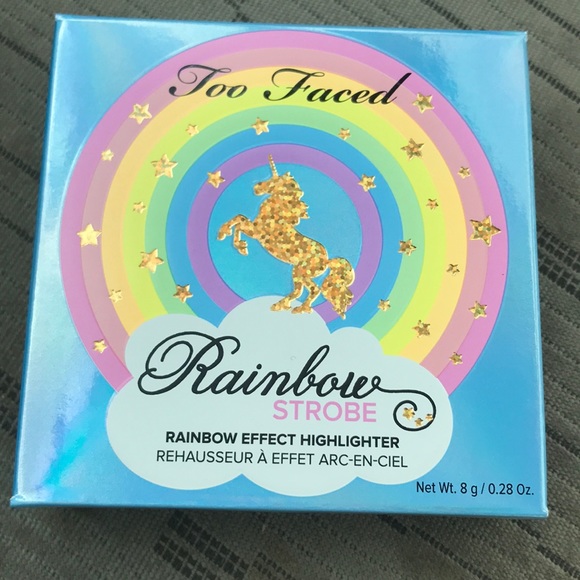 Too Faced
Rainbow
STROBE
RAINBOW EFFECT HIGHLIGHTER
REHAUSSEUR À EFFET ARC-EN-CIEL
Net Wt. 8 g / 0.28 Oz.